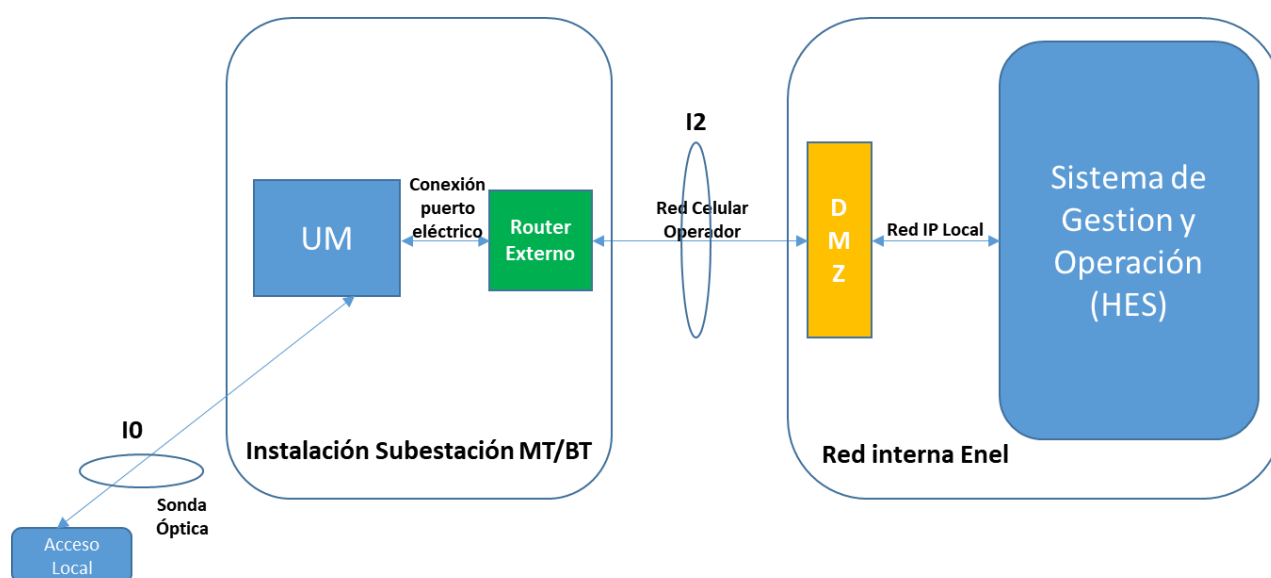 I2
Conexión
puerto
eléctrico
UM
Router
Externo
Red Celular
Operador
D
M
Z
Red IP Local
Sistema de
Gestion y
Operación
(HES)
I0
Instalación Subestación MT/BT
Red interna Enel
Sonda
Óptica
Acceso
Local